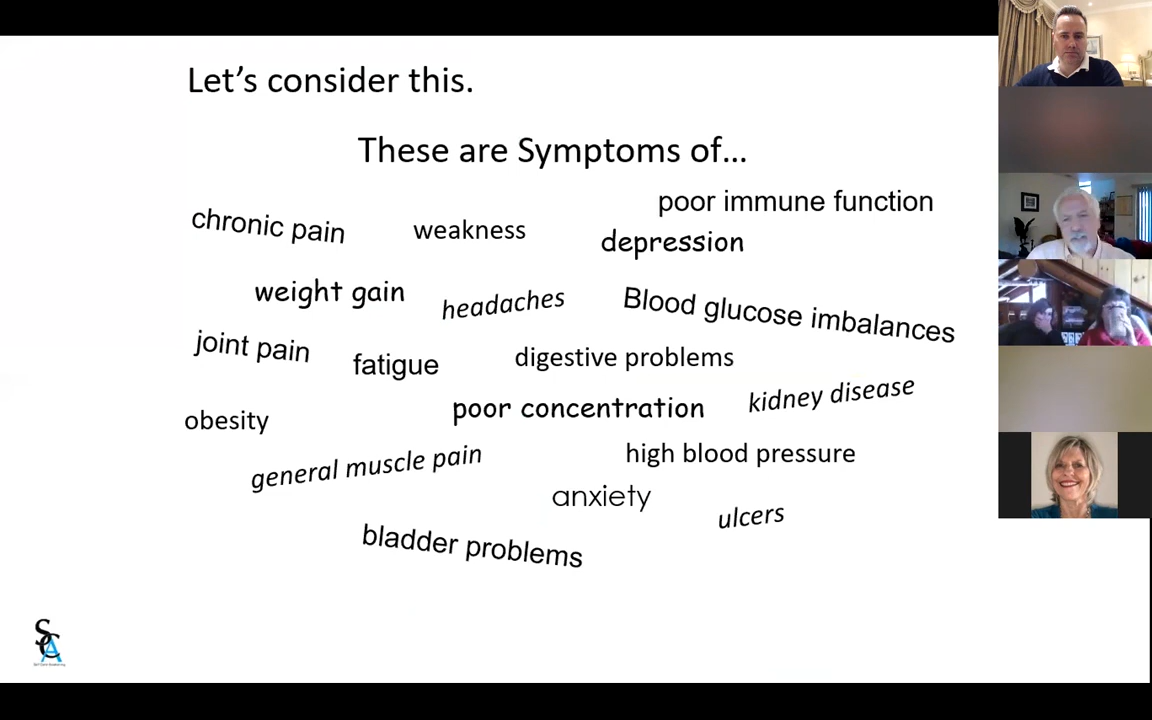 Let's consider this.
These are Symptoms of...
poor immune function
chronic pain
weakness
depression
weight gain
headaches
Blood glucose imbalances
joint pain
fatigue
digestive problems
kidney disease
obesity
poor concentration
general muscle pain
high blood pressure
anxiety
ulcers
bladder problems
SCA